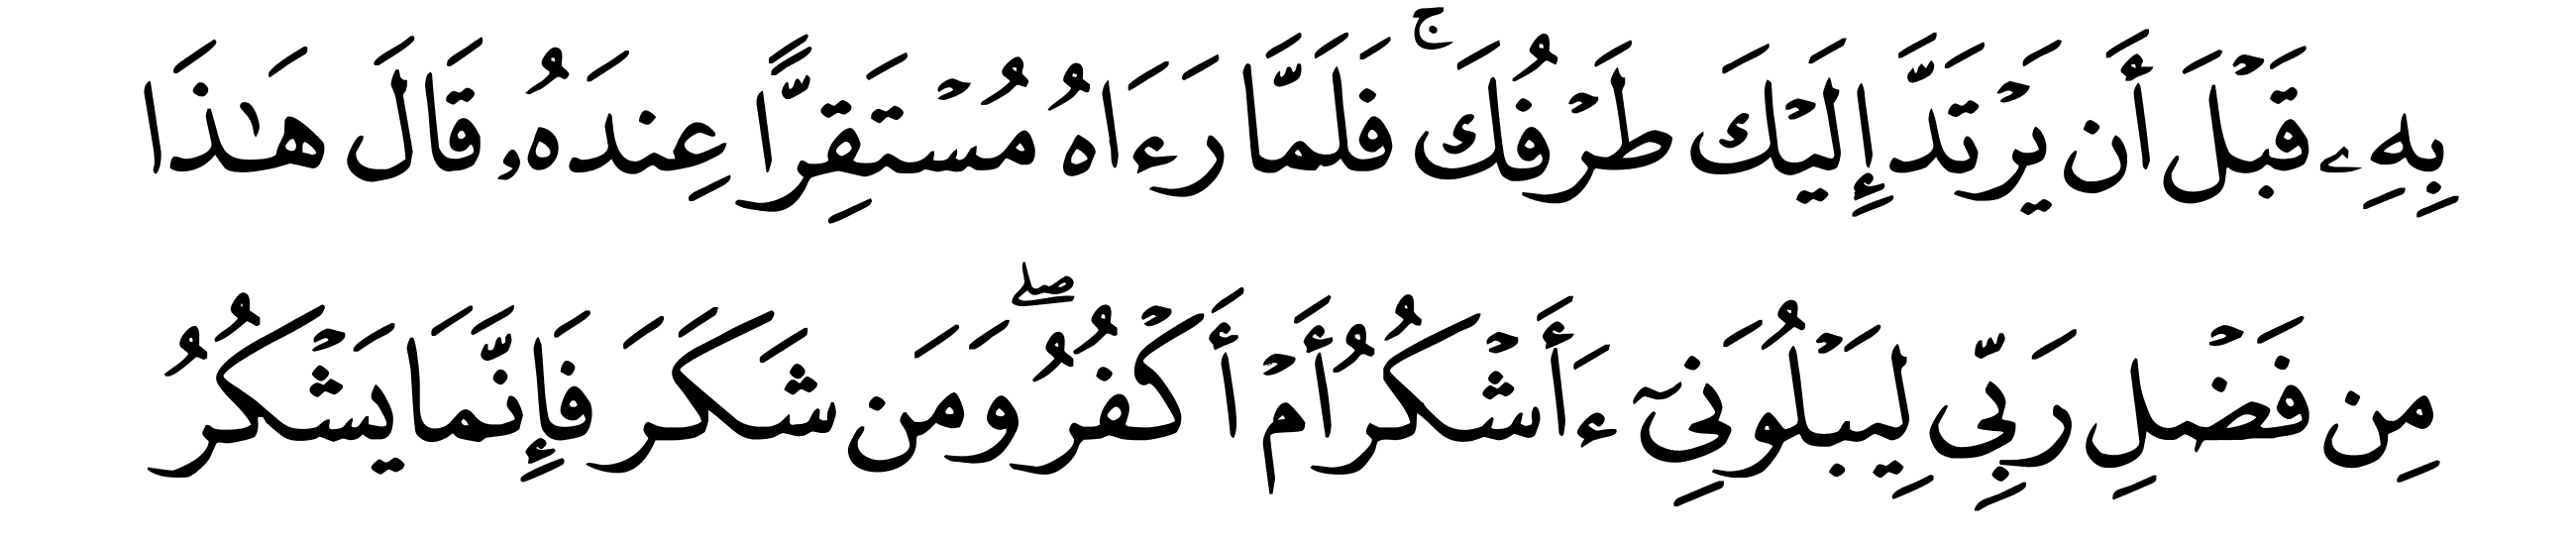 بِهِۦ قَبْلَ أَن يَرْتَدَّ إِلَيْكَ طَرْفُكَ ۚ فَلَمَّا رَءَاهُ مُسْتَقِرًّا عِندَهُۥ قَالَ هَـٰذَا
مِن فَضْلِ رَبِّى لِيَبْلُوَنِىٓ ءَأَشْكُرُ أَمْ أَكْفُرُ ۖ وَمَن شَكَرَ فَإِنَّمَا يَشْكُرُ